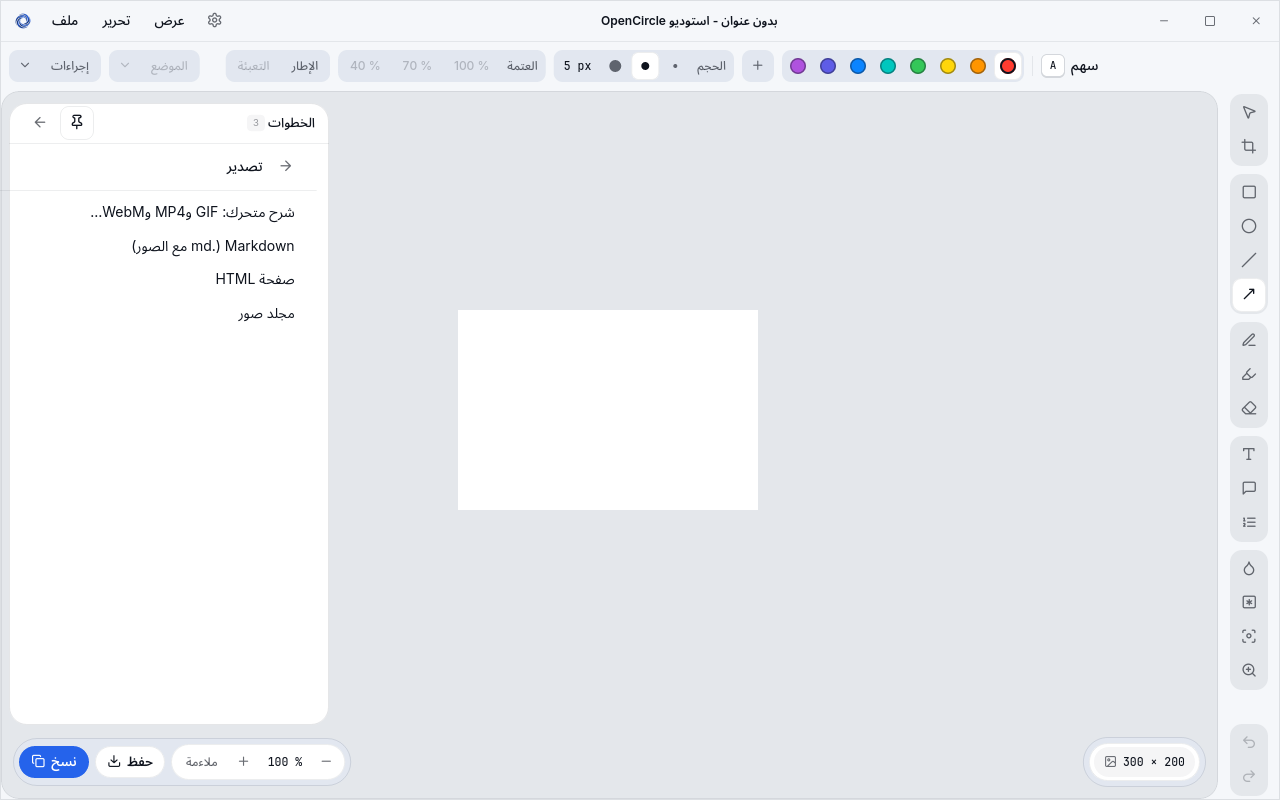 بدون عنوان - استوديو OpenCircle
عرض
تحرير
ملف
سهم
A
الحجم
5 px
العتمة
100 %
70 %
40 %
الإطار
التعبئة
الموضع
إجراءات
الخطوات 3
تصدير
شرح متحرك: GIF وMP4 وWebM...
Markdown (.md مع الصور)
صفحة HTML
مجلد صور
300 × 200
100 %
ملاءمة
حفظ
نسخ